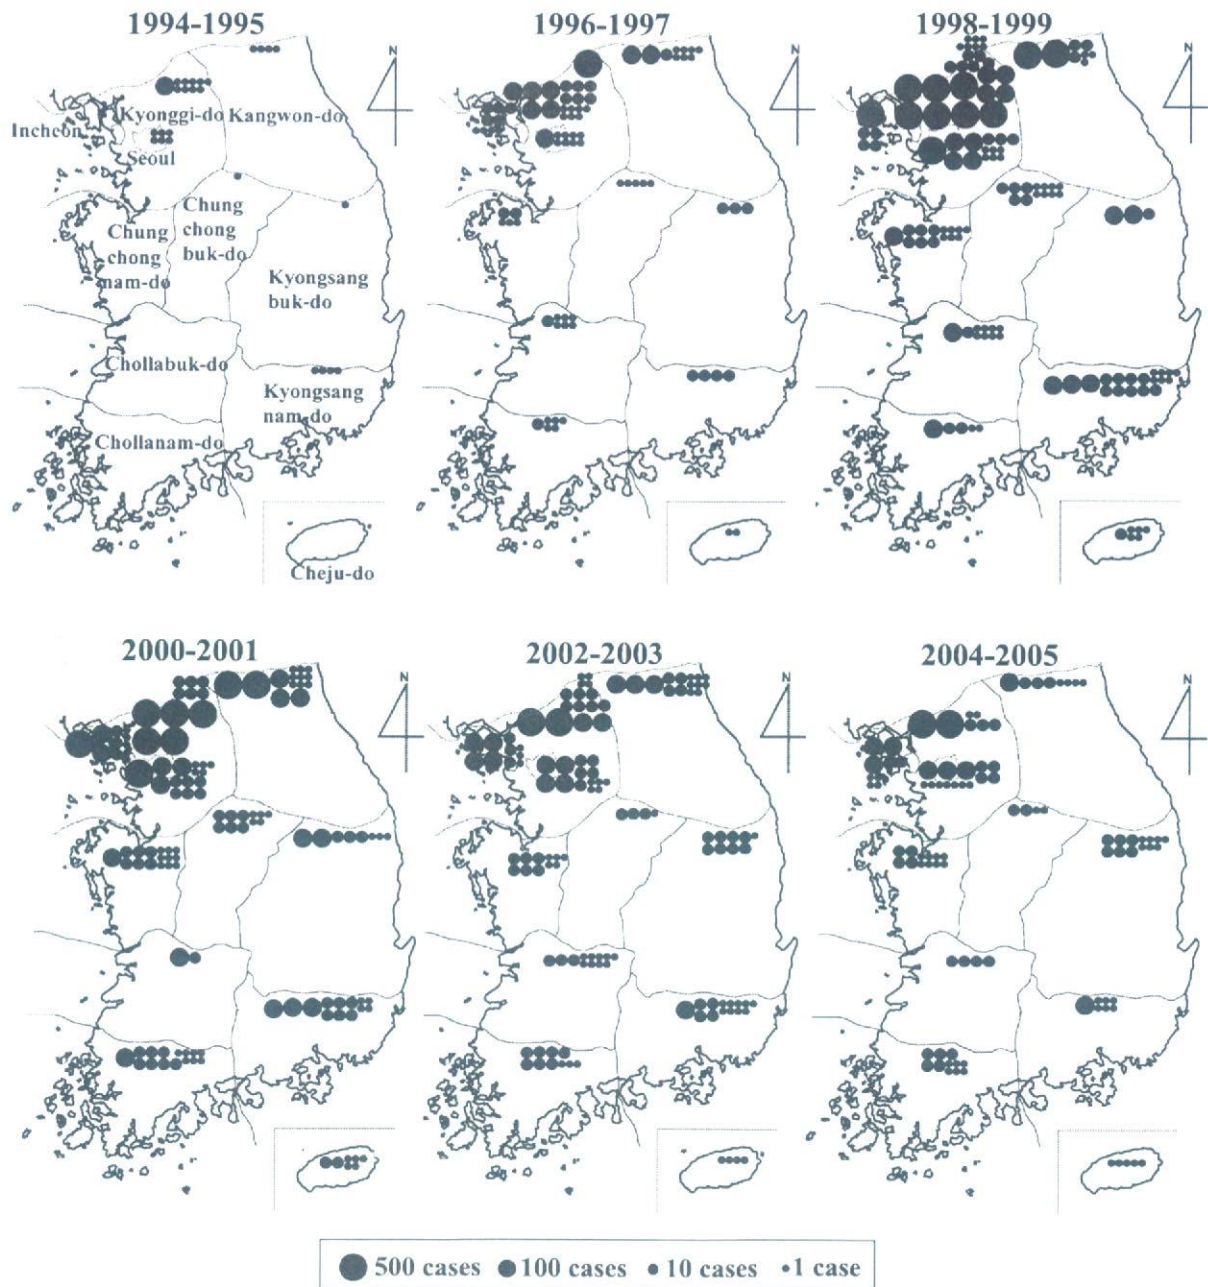 1994-1995
1996-1997
1998-1999
N
N
N
Incheon
Kyonggi-do
Kangwon-do
Seoul
Chung
chong
nam-do
Chung
chong
buk-do
Kyongsang
buk-do
Chollabuk-do
Kyongsang
nam-do
Chollanam-do
Cheju-do
2000-2001
2002-2003
2004-2005
N
N
N
500 cases
100 cases
10 cases
1 case